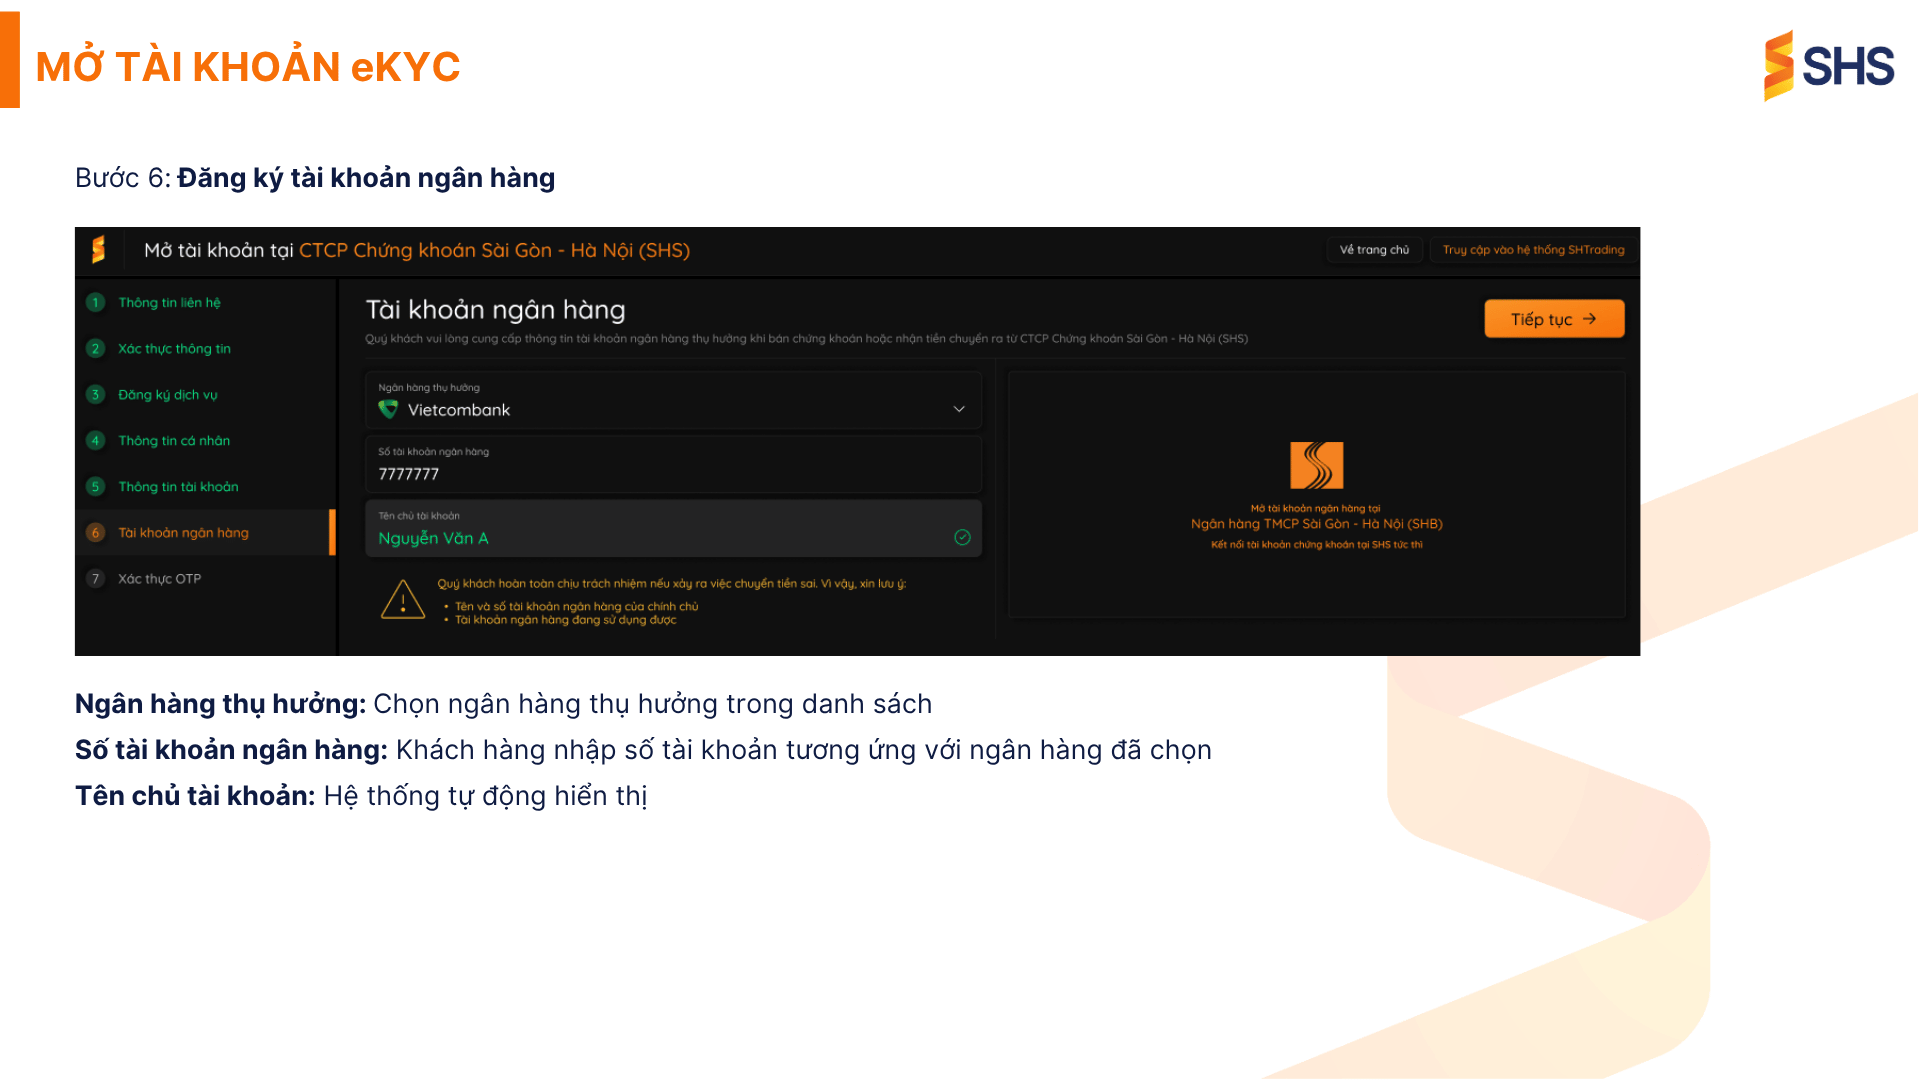 MỞ TÀI KHOẢN eKYC
SHS
Bước 6: Đăng ký tài khoản ngân hàng
Mở tài khoản tại CTCP Chứng khoán Sài Gòn - Hà Nội (SHS)
Về trang chủ
Truy cập vào hệ thống SHTrading
1 Thông tin liên hệ
2 Xác thực thông tin
3 Đăng ký dịch vụ
4 Thông tin cá nhân
5 Thông tin tài khoản
6 Tài khoản ngân hàng
7 Xác thực OTP
Tài khoản ngân hàng
Quý khách vui lòng cung cấp thông tin tài khoản ngân hàng thụ hưởng khi bán chứng khoán hoặc nhận tiền chuyển ra từ CTCP Chứng khoán Sài Gòn - Hà Nội (SHS)
Tiếp tục →
Ngân hàng thụ hưởng
Vietcombank
Số tài khoản ngân hàng
7777777
Tên chủ tài khoản
Nguyễn Văn A
Quý khách hoàn toàn chịu trách nhiệm nếu xảy ra việc chuyển tiền sai. Vì vậy, xin lưu ý:
• Tên và số tài khoản ngân hàng của chính chủ
• Tài khoản ngân hàng đang sử dụng được
Mở tài khoản ngân hàng tại
Ngân hàng TMCP Sài Gòn - Hà Nội (SHB)
Kết nối tài khoản chứng khoán tại SHS tức thì
Ngân hàng thụ hưởng: Chọn ngân hàng thụ hưởng trong danh sách
Số tài khoản ngân hàng: Khách hàng nhập số tài khoản tương ứng với ngân hàng đã chọn
Tên chủ tài khoản: Hệ thống tự động hiển thị